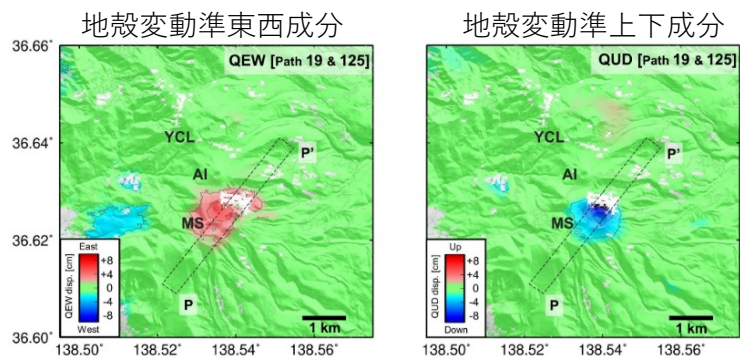 地殻変動準東西成分
地殻変動準上下成分
36.66°
36.64°
36.62°
36.60°
QEW [Path 19 & 125]
YCL
AI
MS
P'
P
East
+8
+4
0
-4
-8
QEW disp. [cm]
West
1 km
138.50°
138.52°
138.54°
138.56°
QUD [Path 19 & 125]
YCL
AI
MS
P'
P
Up
+8
+4
0
-4
-8
QUD disp. [cm]
Down
1 km
138.50°
138.52°
138.54°
138.56°